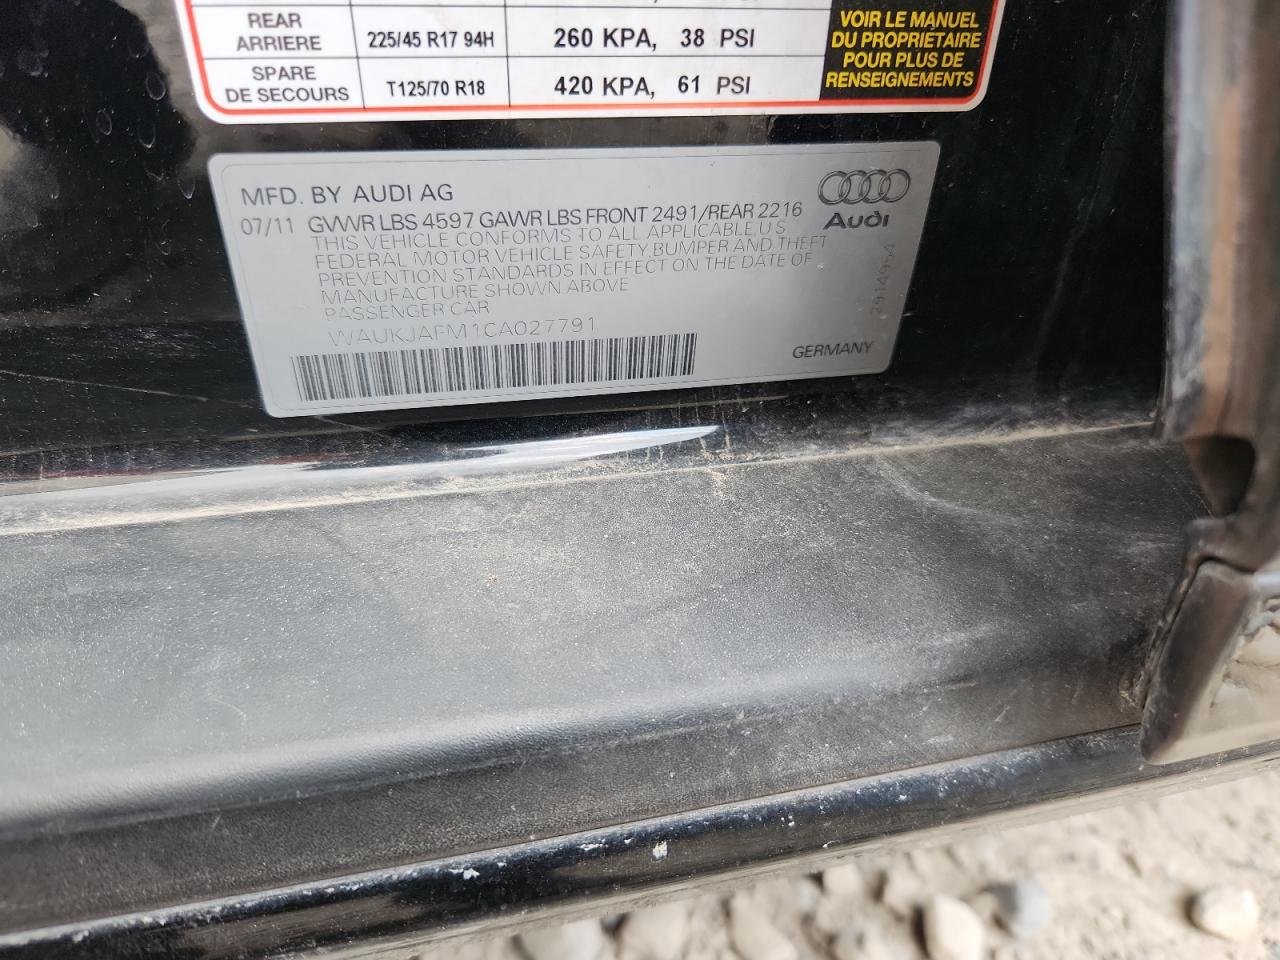 REAR
ARRIERE 225/45 R17 94H 260 KPA, 38 PSI
SPARE
DE SECOURS T125/70 R18 420 KPA, 61 PSI
VOIR LE MANUEL
DU PROPRIETAIRE
POUR PLUS DE
RENSEIGNEMENTS
MFD. BY AUDI AG
07/11 GVWR LBS 4597 GAWR LBS FRONT 2491/REAR 2216
THIS VEHICLE CONFORMS TO ALL APPLICABLE U S
FEDERAL MOTOR VEHICLE SAFETY, BUMPER AND THEFT
PREVENTION STANDARDS IN EFFECT ON THE DATE OF
MANUFACTURE SHOWN ABOVE
PASSENGER CAR
WAUKJAFM1CA027791
Audi
2914954
GERMANY